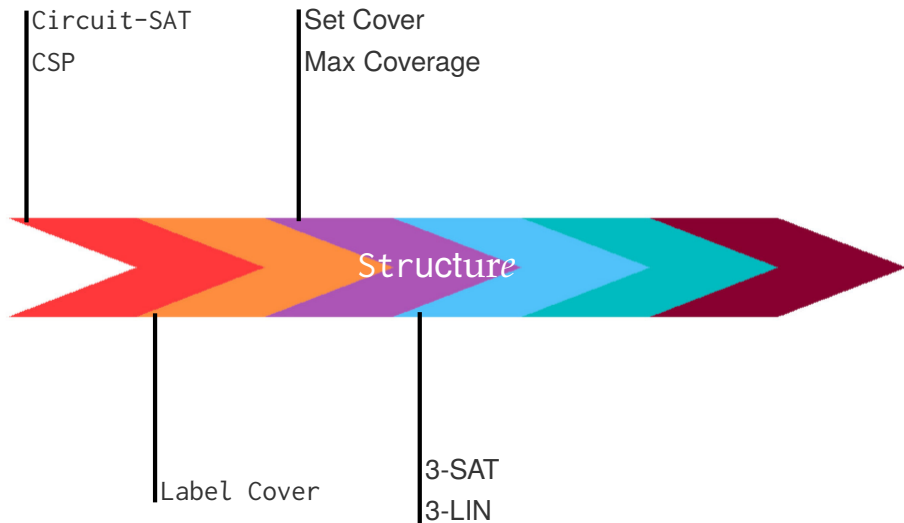 Circuit-SAT
CSP
Set Cover
Max Coverage
Structure
Label Cover
3-SAT
3-LIN